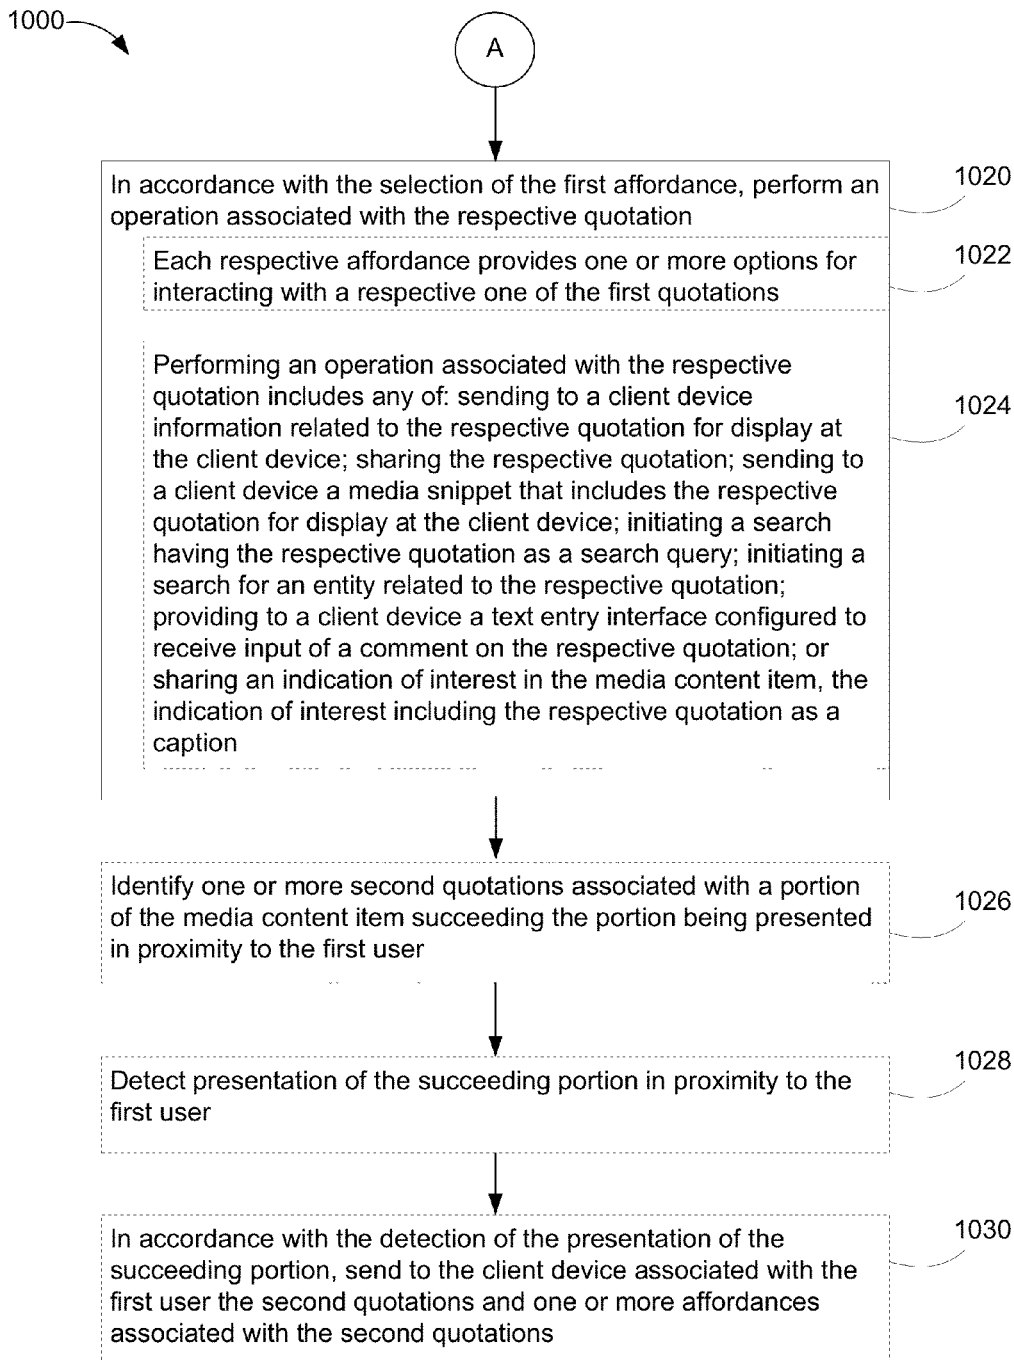 1000
A
In accordance with the selection of the first affordance, perform an
operation associated with the respective quotation
1020
Each respective affordance provides one or more options for
interacting with a respective one of the first quotations
1022
Performing an operation associated with the respective
quotation includes any of: sending to a client device
information related to the respective quotation for display at
the client device; sharing the respective quotation; sending to
a client device a media snippet that includes the respective
quotation for display at the client device; initiating a search
having the respective quotation as a search query; initiating a
search for an entity related to the respective quotation;
providing to a client device a text entry interface configured to
receive input of a comment on the respective quotation; or
sharing an indication of interest in the media content item, the
indication of interest including the respective quotation as a
caption
1024
Identify one or more second quotations associated with a portion
of the media content item succeeding the portion being presented
in proximity to the first user
1026
Detect presentation of the succeeding portion in proximity to the
first user
1028
In accordance with the detection of the presentation of the
succeeding portion, send to the client device associated with the
first user the second quotations and one or more affordances
associated with the second quotations
1030